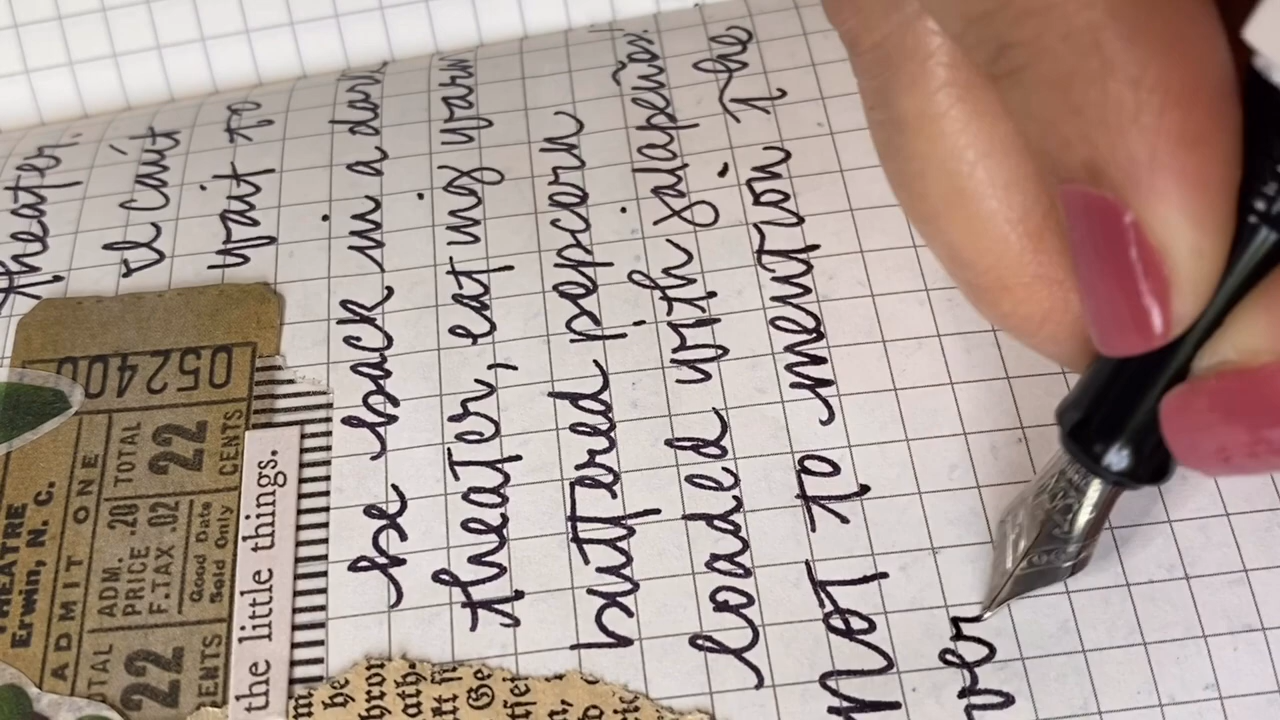 theater.
I can't
wait to
be back in a dark
theater, eating warm
buttered popcorn
loaded with jalapeños!
not to mention the
THEATRE
Erwin, N. C.
ADMIT ONE
ADM. .20 TOTAL
PRICE
F.TAX .02 22
Good Date
Sold Only CENTS
22
CENTS
052400
the little things.